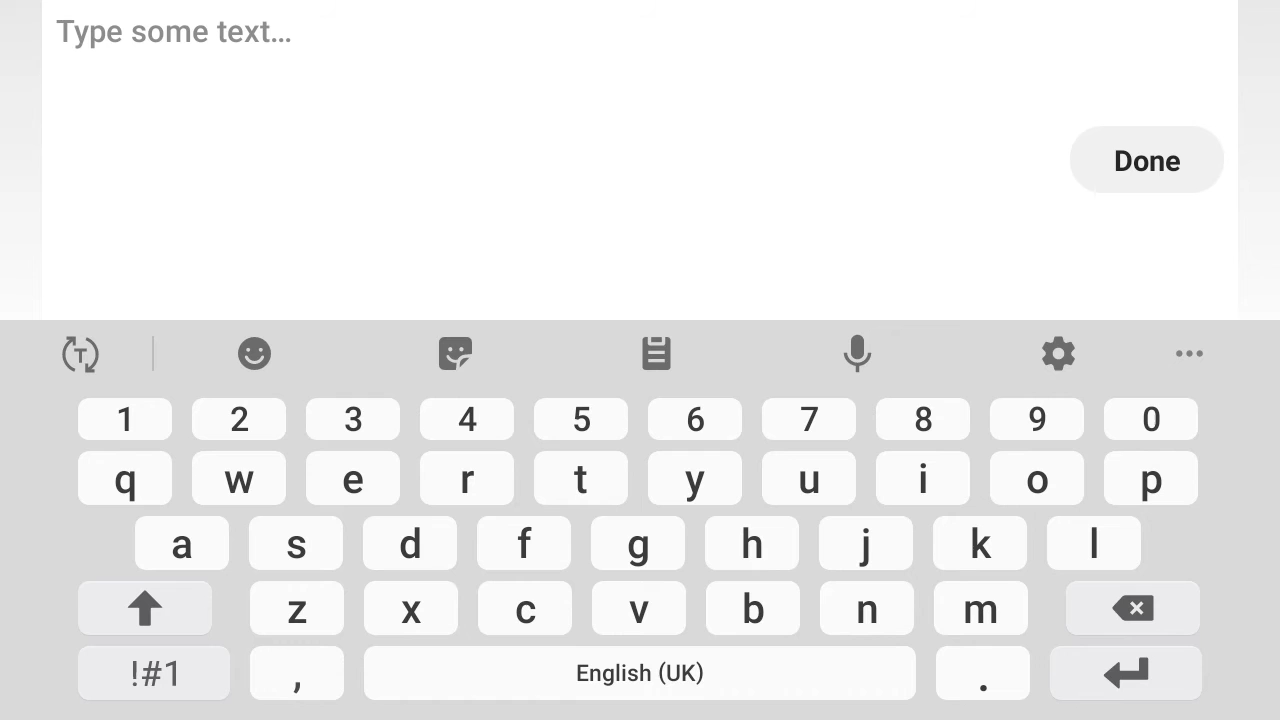 Type some text...
Done
1 2 3 4 5 6 7 8 9 0
q w e r t y u i o p
a s d f g h j k l
z x c v b n m
!#1 , English (UK) .